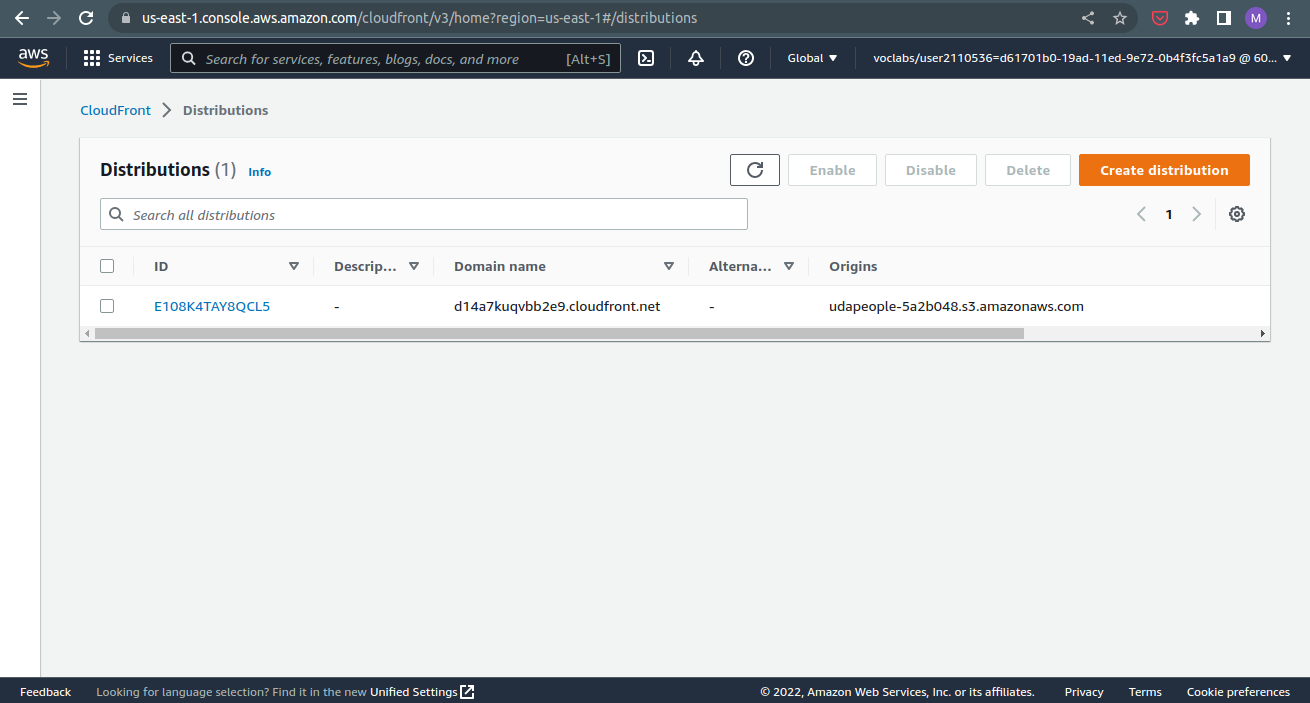 us-east-1.console.aws.amazon.com/cloudfront/v3/home?region=us-east-1#/distributions
M
aws
Services
Search for services, features, blogs, docs, and more
[Alt+S]
Global
voclabs/user2110536=d61701b0-19ad-11ed-9e72-0b4f3fc5a1a9 @ 60...
CloudFront
Distributions
Distributions (1) Info
Enable
Disable
Delete
Create distribution
Search all distributions
1
ID
Descrip...
Domain name
Alterna...
Origins
E108K4TAY8QCL5
-
d14a7kuqvbb2e9.cloudfront.net
-
udapeople-5a2b048.s3.amazonaws.com
Feedback
Looking for language selection? Find it in the new Unified Settings
© 2022, Amazon Web Services, Inc. or its affiliates.
Privacy
Terms
Cookie preferences